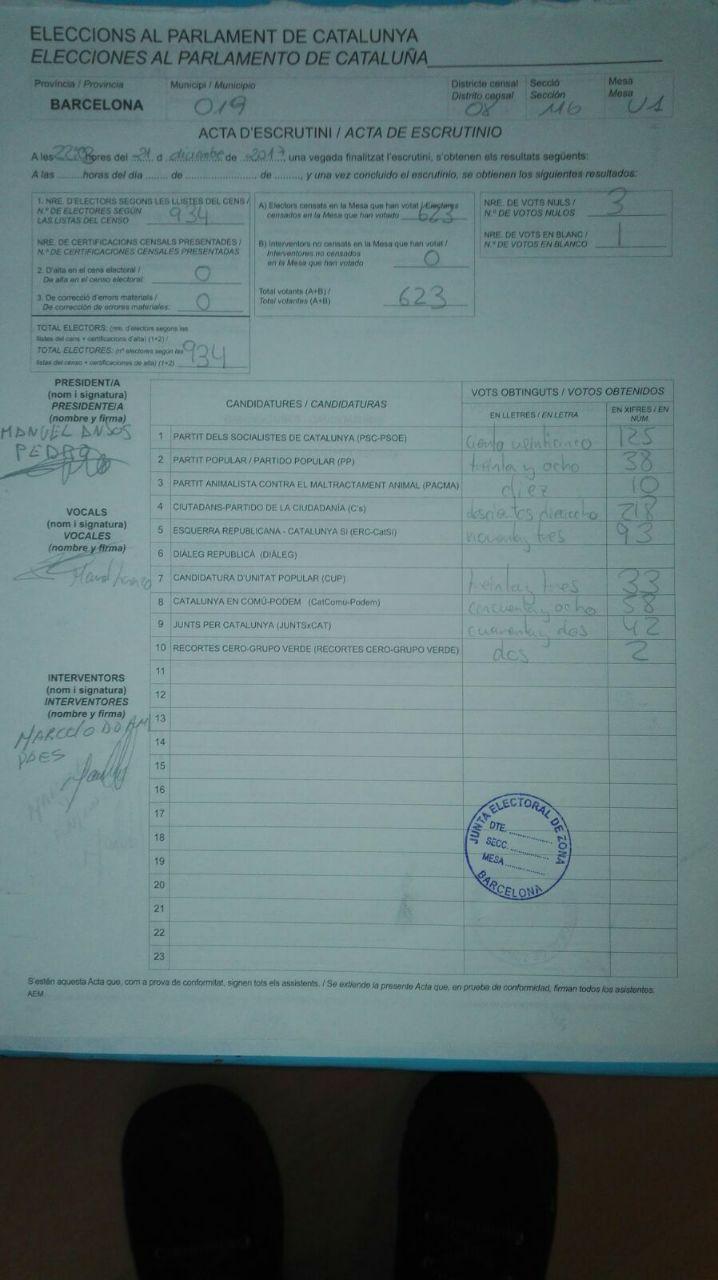 ELECCIONS AL PARLAMENT DE CATALUNYA
ELECCIONES AL PARLAMENTO DE CATALUÑA
Província / Provincia Municipi / Municipio Districte censal Secció Mesa
Distrito censal Sección Mesa
BARCELONA 019 08 116 U1
ACTA D'ESCRUTINI / ACTA DE ESCRUTINIO
A les hores del 21 d diciembre de 2017, una vegada finalitzat l'escrutini, s'obtenen els resultats següents:
A las ......... horas del día ....... de ..................., de ........., y una vez concluido el escrutinio, se obtienen los siguientes resultados:
1. NRE. D'ELECTORS SEGONS LES LLISTES DEL CENS /
N.º DE ELECTORES SEGÚN
LAS LISTAS DEL CENSO 934
NRE. DE CERTIFICACIONS CENSALS PRESENTADES /
N.º DE CERTIFICACIONES CENSALES PRESENTADAS
2. D'alta en el cens electoral /
De alta en el censo electoral: 0
3. De correcció d'errors materials /
De corrección de errores materiales: 0
TOTAL ELECTORS: (nre. d'electors segons les
llistes del cens + certificacions d'alta) (1+2) /
TOTAL ELECTORES: (nº electores según las
listas del censo + certificaciones de alta) (1+2) 934
A) Electors censats en la Mesa que han votat / Electores
censados en la Mesa que han votado 623
B) Interventors no censats en la Mesa que han votat /
Interventores no censados
en la Mesa que han votado 0
Total votants (A+B) /
Total votantes (A+B) 623
NRE. DE VOTS NULS /
N.º DE VOTOS NULOS 3
NRE. DE VOTS EN BLANC /
N.º DE VOTOS EN BLANCO 1
PRESIDENT/A
(nom i signatura)
PRESIDENTE/A
(nombre y firma)
MANUEL
PEDRO
VOCALS
(nom i signatura)
VOCALES
(nombre y firma)
INTERVENTORS
(nom i signatura)
INTERVENTORES
(nombre y firma)
MARCELO DO AM
PAES
CANDIDATURES / CANDIDATURAS VOTS OBTINGUTS / VOTOS OBTENIDOS
EN LLETRES / EN LETRA EN XIFRES / EN NÚM.
1 PARTIT DELS SOCIALISTES DE CATALUNYA (PSC-PSOE) ciento veinticinco 125
2 PARTIT POPULAR / PARTIDO POPULAR (PP) treinta y ocho 38
3 PARTIT ANIMALISTA CONTRA EL MALTRACTAMENT ANIMAL (PACMA) diez 10
4 CIUTADANS-PARTIDO DE LA CIUDADANÍA (C's) doscientos dieciocho 218
5 ESQUERRA REPUBLICANA - CATALUNYA SÍ (ERC-CatSí) noventa y tres 93
6 DIÀLEG REPUBLICÀ (DIÀLEG)
7 CANDIDATURA D'UNITAT POPULAR (CUP) treinta y tres 33
8 CATALUNYA EN COMÚ-PODEM (CatComú-Podem) cincuenta y ocho 58
9 JUNTS PER CATALUNYA (JUNTSxCAT) cuarenta y dos 42
10 RECORTES CERO-GRUPO VERDE (RECORTES CERO-GRUPO VERDE) dos 2
11
12
13
14
15
16
17
18
19
20
21
22
23
JUNTA ELECTORAL DE ZONA
DTE.
SECC.
MESA
BARCELONA
S'estén aquesta Acta que, com a prova de conformitat, signen tots els assistents. / Se extiende la presente Acta que, en prueba de conformidad, firman todos los asistentes.
AEM